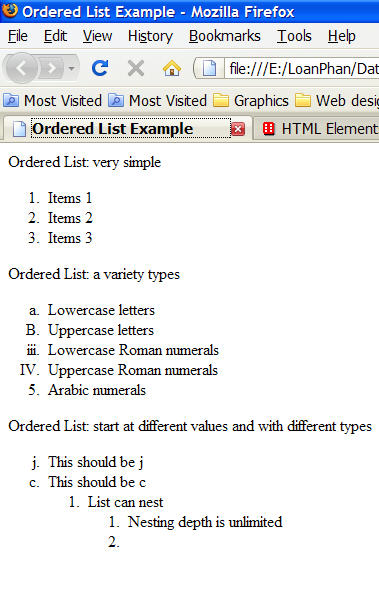 Ordered List Example - Mozilla Firefox
File Edit View History Bookmarks Tools Help
file:///E:/LoanPhan/Dat
Most Visited Most Visited Graphics Web desig
Ordered List Example HTML Element
Ordered List: very simple
1. Items 1
2. Items 2
3. Items 3
Ordered List: a variety types
a. Lowercase letters
B. Uppercase letters
iii. Lowercase Roman numerals
IV. Uppercase Roman numerals
5. Arabic numerals
Ordered List: start at different values and with different types
j. This should be j
c. This should be c
1. List can nest
1. Nesting depth is unlimited
2.